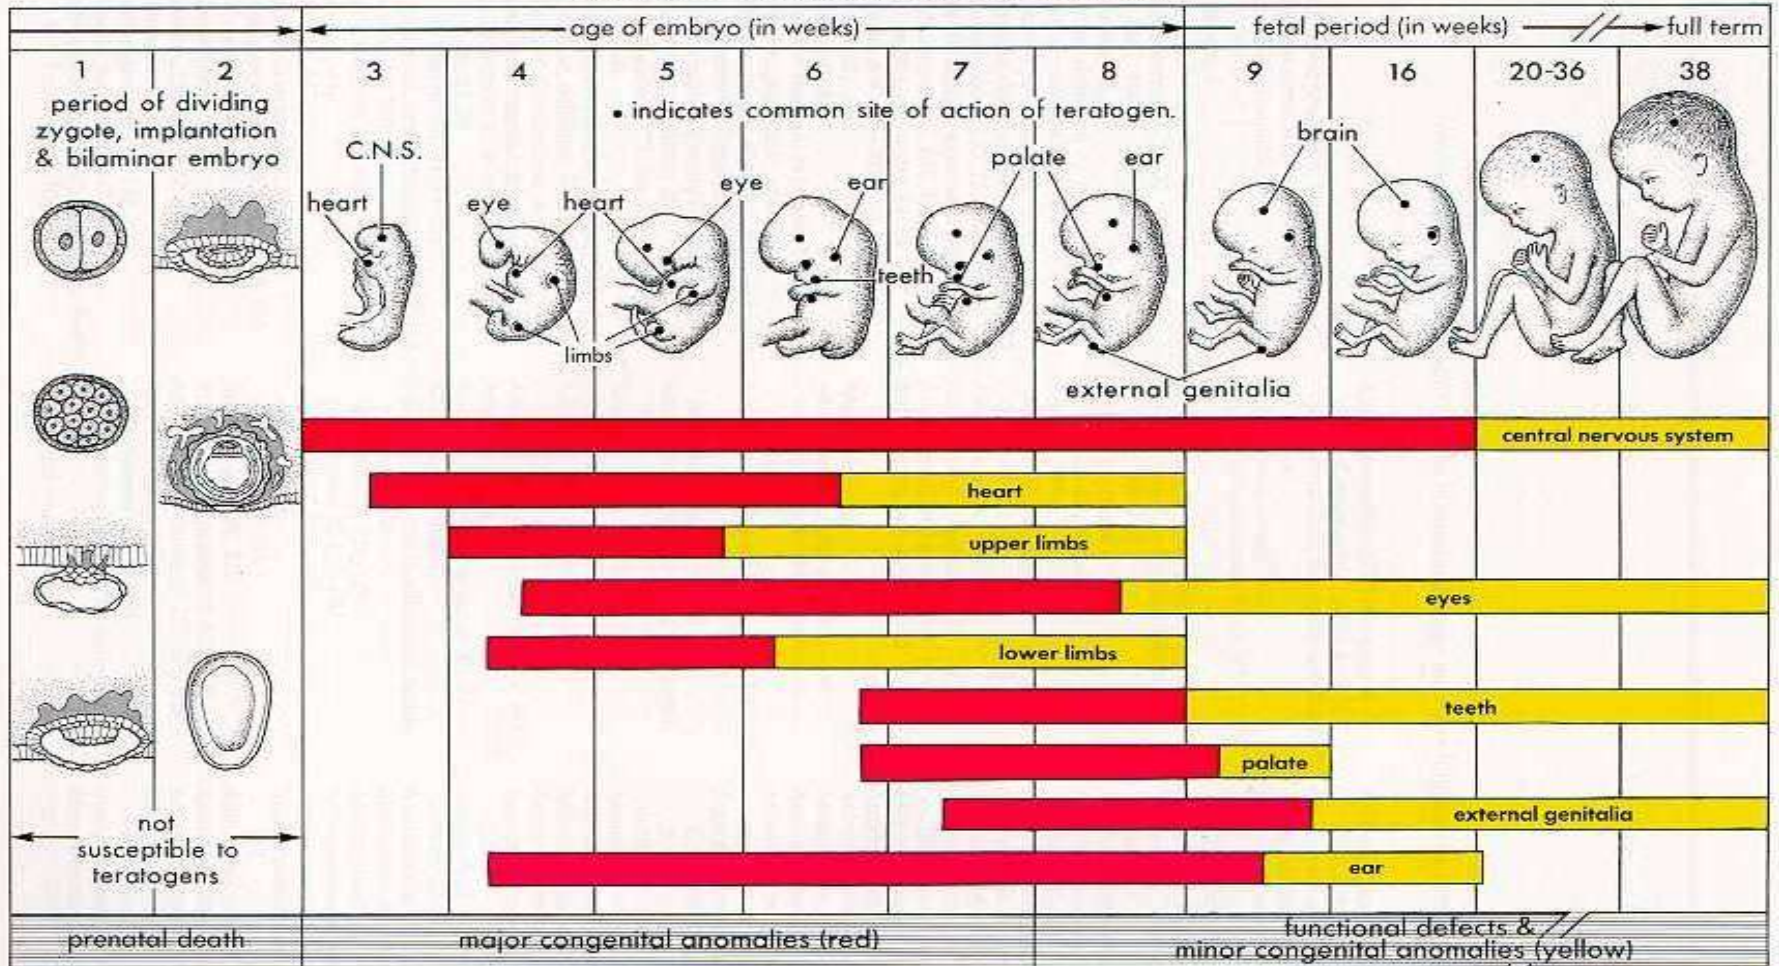 age of embryo (in weeks)
fetal period (in weeks)
full term
1
2
3
4
5
6
7
8
9
16
20-36
38
period of dividing
zygote, implantation
& bilaminar embryo
• indicates common site of action of teratogen.
C.N.S.
heart
eye
heart
limbs
eye
ear
teeth
palate
ear
brain
external genitalia
central nervous system
heart
upper limbs
eyes
lower limbs
teeth
palate
external genitalia
ear
not
susceptible to
teratogens
prenatal death
major congenital anomalies (red)
functional defects &
minor congenital anomalies (yellow)